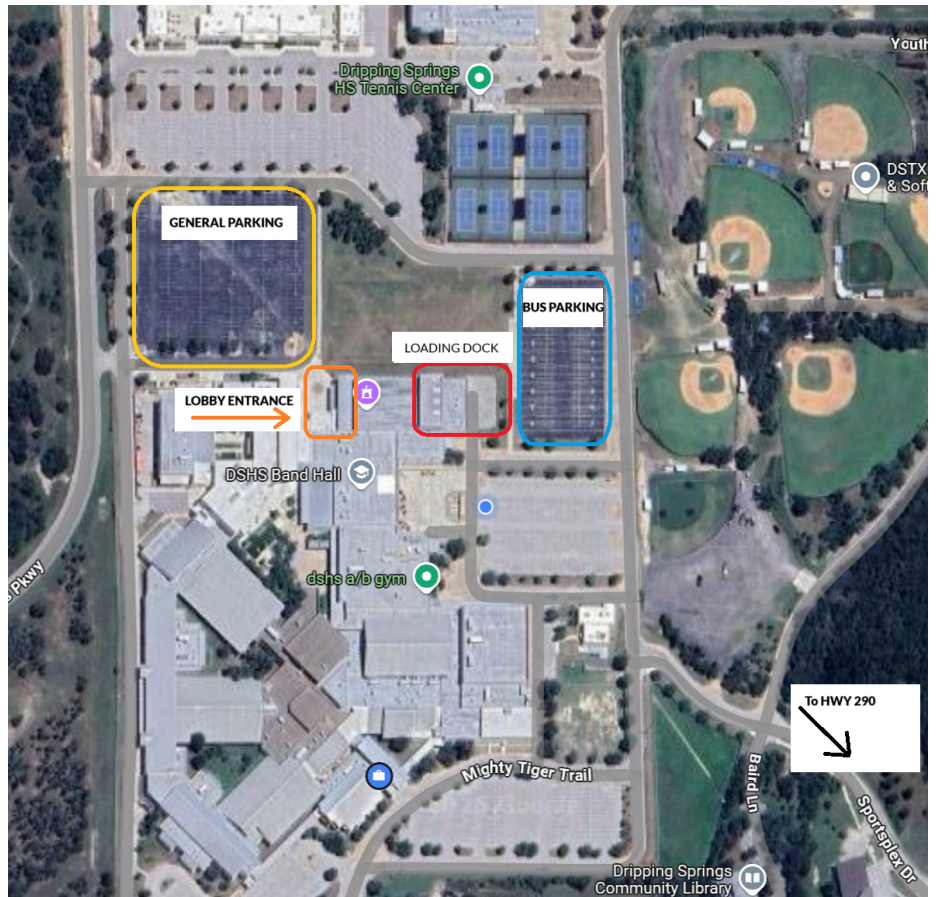 Youth
Dripping Springs
HS Tennis Center
DSTX
& Soft
GENERAL PARKING
BUS PARKING
LOADING DOCK
LOBBY ENTRANCE
DSHS Band Hall
dshs a/b gym
s Pkwy
To HWY 290
Mighty Tiger Trail
Baird Ln
Sportsplex Dr
Dripping Springs
Community Library